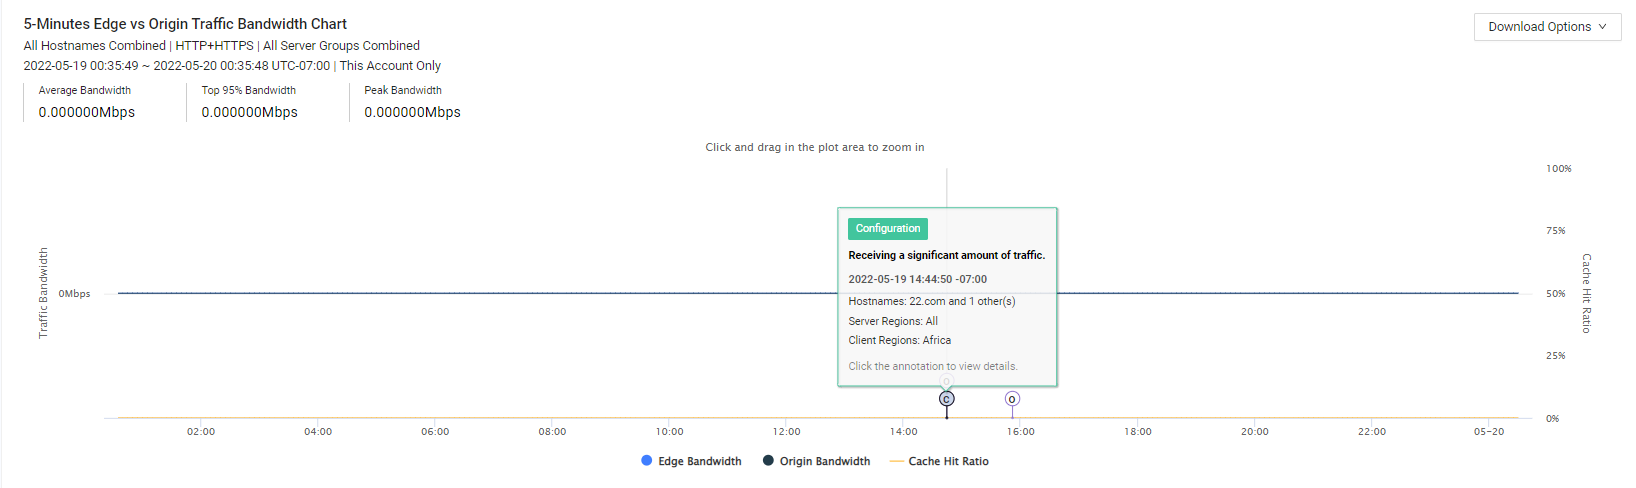 5-Minutes Edge vs Origin Traffic Bandwidth Chart
Download Options
All Hostnames Combined | HTTP+HTTPS | All Server Groups Combined
2022-05-19 00:35:49 ~ 2022-05-20 00:35:48 UTC-07:00 | This Account Only
Average Bandwidth
0.000000Mbps
Top 95% Bandwidth
0.000000Mbps
Peak Bandwidth
0.000000Mbps
Click and drag in the plot area to zoom in
Traffic Bandwidth
0Mbps
Configuration
Receiving a significant amount of traffic.
2022-05-19 14:44:50 -07:00
Hostnames: 22.com and 1 other(s)
Server Regions: All
Client Regions: Africa
Click the annotation to view details.
O
C
O
100%
75%
50%
25%
0%
Cache Hit Ratio
02:00 04:00 06:00 08:00 10:00 12:00 14:00 16:00 18:00 20:00 22:00 05-20
Edge Bandwidth Origin Bandwidth Cache Hit Ratio